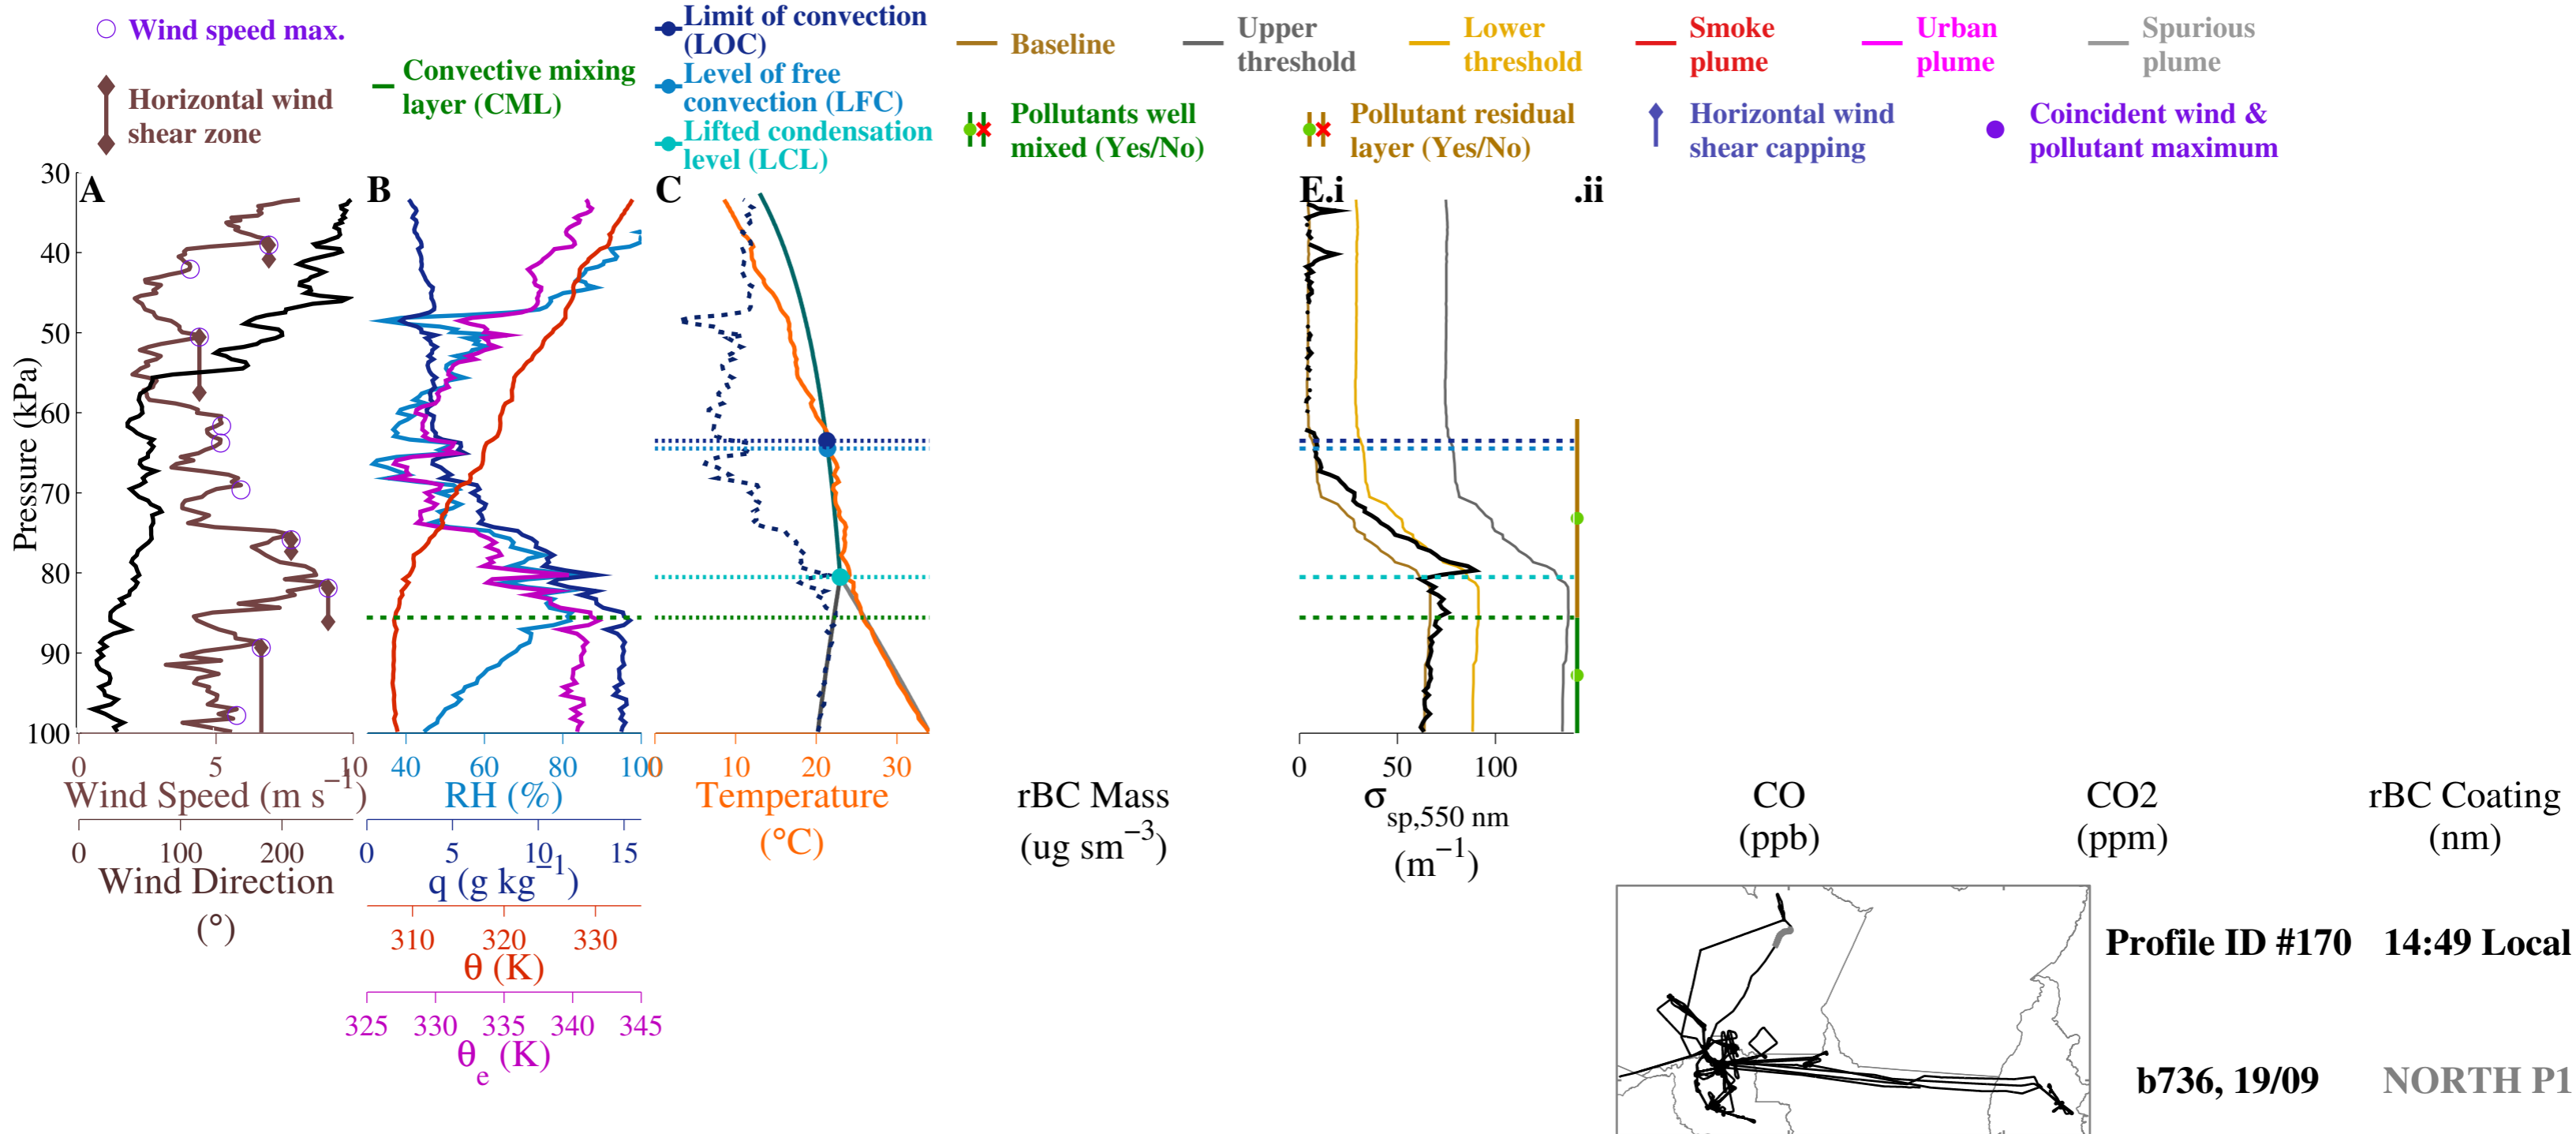 Wind speed max.
Horizontal wind
shear zone
Convective mixing
layer (CML)
Limit of convection
(LOC)
Level of free
convection (LFC)
Lifted condensation
level (LCL)
Baseline
Upper
threshold
Lower
threshold
Smoke
plume
Urban
plume
Spurious
plume
Pollutants well
mixed (Yes/No)
Pollutant residual
layer (Yes/No)
Horizontal wind
shear capping
Coincident wind &
pollutant maximum
A
B
C
E.i
.ii
30
40
50
60
70
80
90
100
Pressure (kPa)
0 5 10
Wind Speed (m s⁻¹)
0 100 200
Wind Direction
(°)
40 60 80 100
RH (%)
0 5 10 15
q (g kg⁻¹)
310 320 330
θ (K)
325 330 335 340 345
θe (K)
0 10 20 30
Temperature
(°C)
rBC Mass
(ug sm⁻³)
0 50 100
σsp,550 nm
(m⁻¹)
CO
(ppb)
CO2
(ppm)
rBC Coating
(nm)
Profile ID #170 14:49 Local
b736, 19/09 NORTH P1